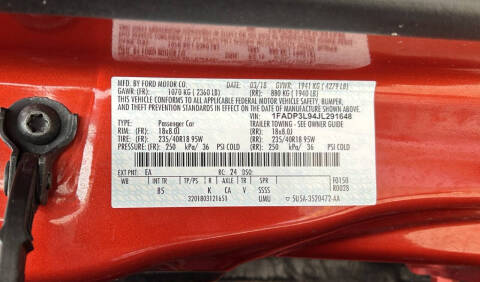 MFD. BY FORD MOTOR CO.
DATE: 03/18 GVWR: 1941 KG ( 4279 LB)
GAWR: (FR): 1070 KG ( 2360 LB) (RR): 880 KG ( 1940 LB)
THIS VEHICLE CONFORMS TO ALL APPLICABLE FEDERAL MOTOR VEHICLE SAFETY, BUMPER,
AND THEFT PREVENTION STANDARDS IN EFFECT ON THE DATE OF MANUFACTURE SHOWN ABOVE.
VIN: 1FADP3L94JL291648
TYPE: Passenger Car TRAILER TOWING - SEE OWNER GUIDE
RIM: (FR): 18x8.0J (RR): 18x8.0J
TIRE: (FR): 235/40R18 95W (RR): 235/40R18 95W
PRESSURE: (FR): 250 kPa/ 36 PSI COLD (RR): 250 kPa/ 36 PSI COLD
EXT PNT: EA RC: 24 DSO:
WB INT TR TP/PS R AXLE TR SPR
B5 K CA V SSSS
F0150
R0028
3201803121651 UMU 5U5A-3520472-AA